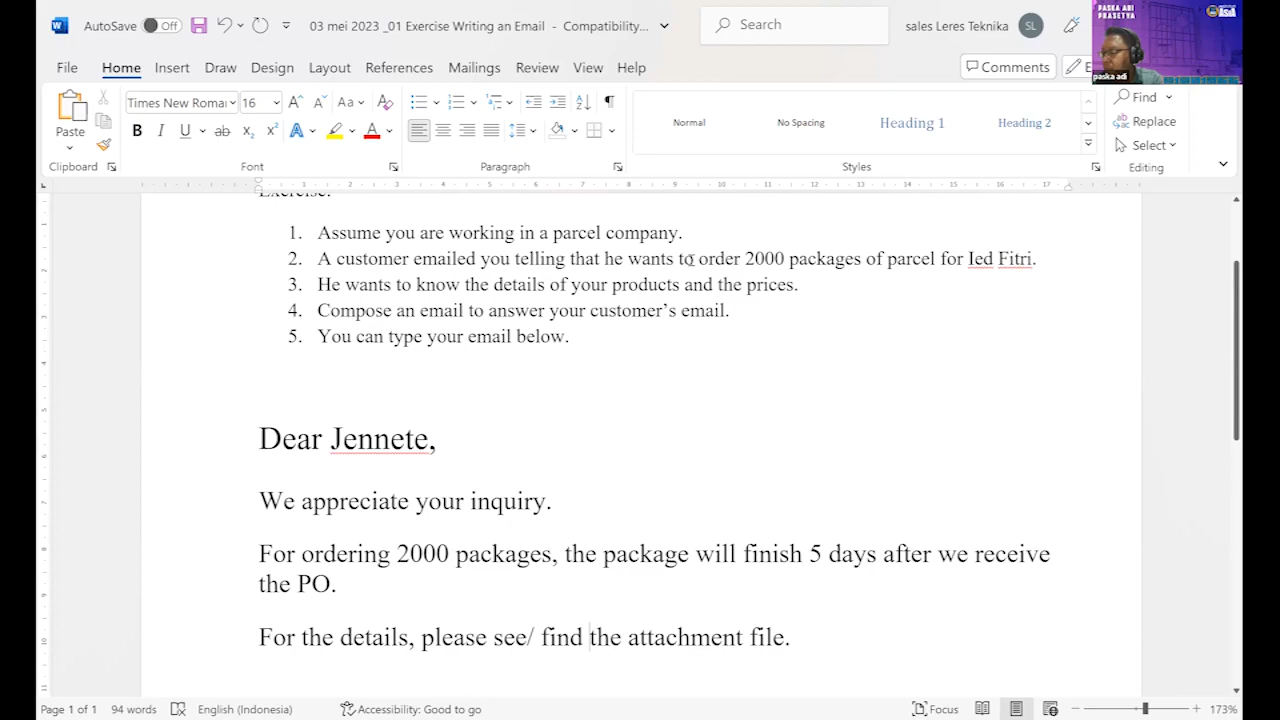 AutoSave Off 03 mei 2023 _01 Exercise Writing an Email - Compatibility... Search sales Leres Teknika SL
PASKA ADI
PRASETYA
paska adi
File Home Insert Draw Design Layout References Mailings Review View Help Comments
Paste Times New Roman 16 Aa Normal No Spacing Heading 1 Heading 2 Find
Replace
Select
Clipboard Font Paragraph Styles Editing
Exercise:
1. Assume you are working in a parcel company.
2. A customer emailed you telling that he wants to order 2000 packages of parcel for Ied Fitri.
3. He wants to know the details of your products and the prices.
4. Compose an email to answer your customer's email.
5. You can type your email below.
Dear Jennete,
We appreciate your inquiry.
For ordering 2000 packages, the package will finish 5 days after we receive
the PO.
For the details, please see/ find the attachment file.
Page 1 of 1 94 words English (Indonesia) Accessibility: Good to go Focus 173%